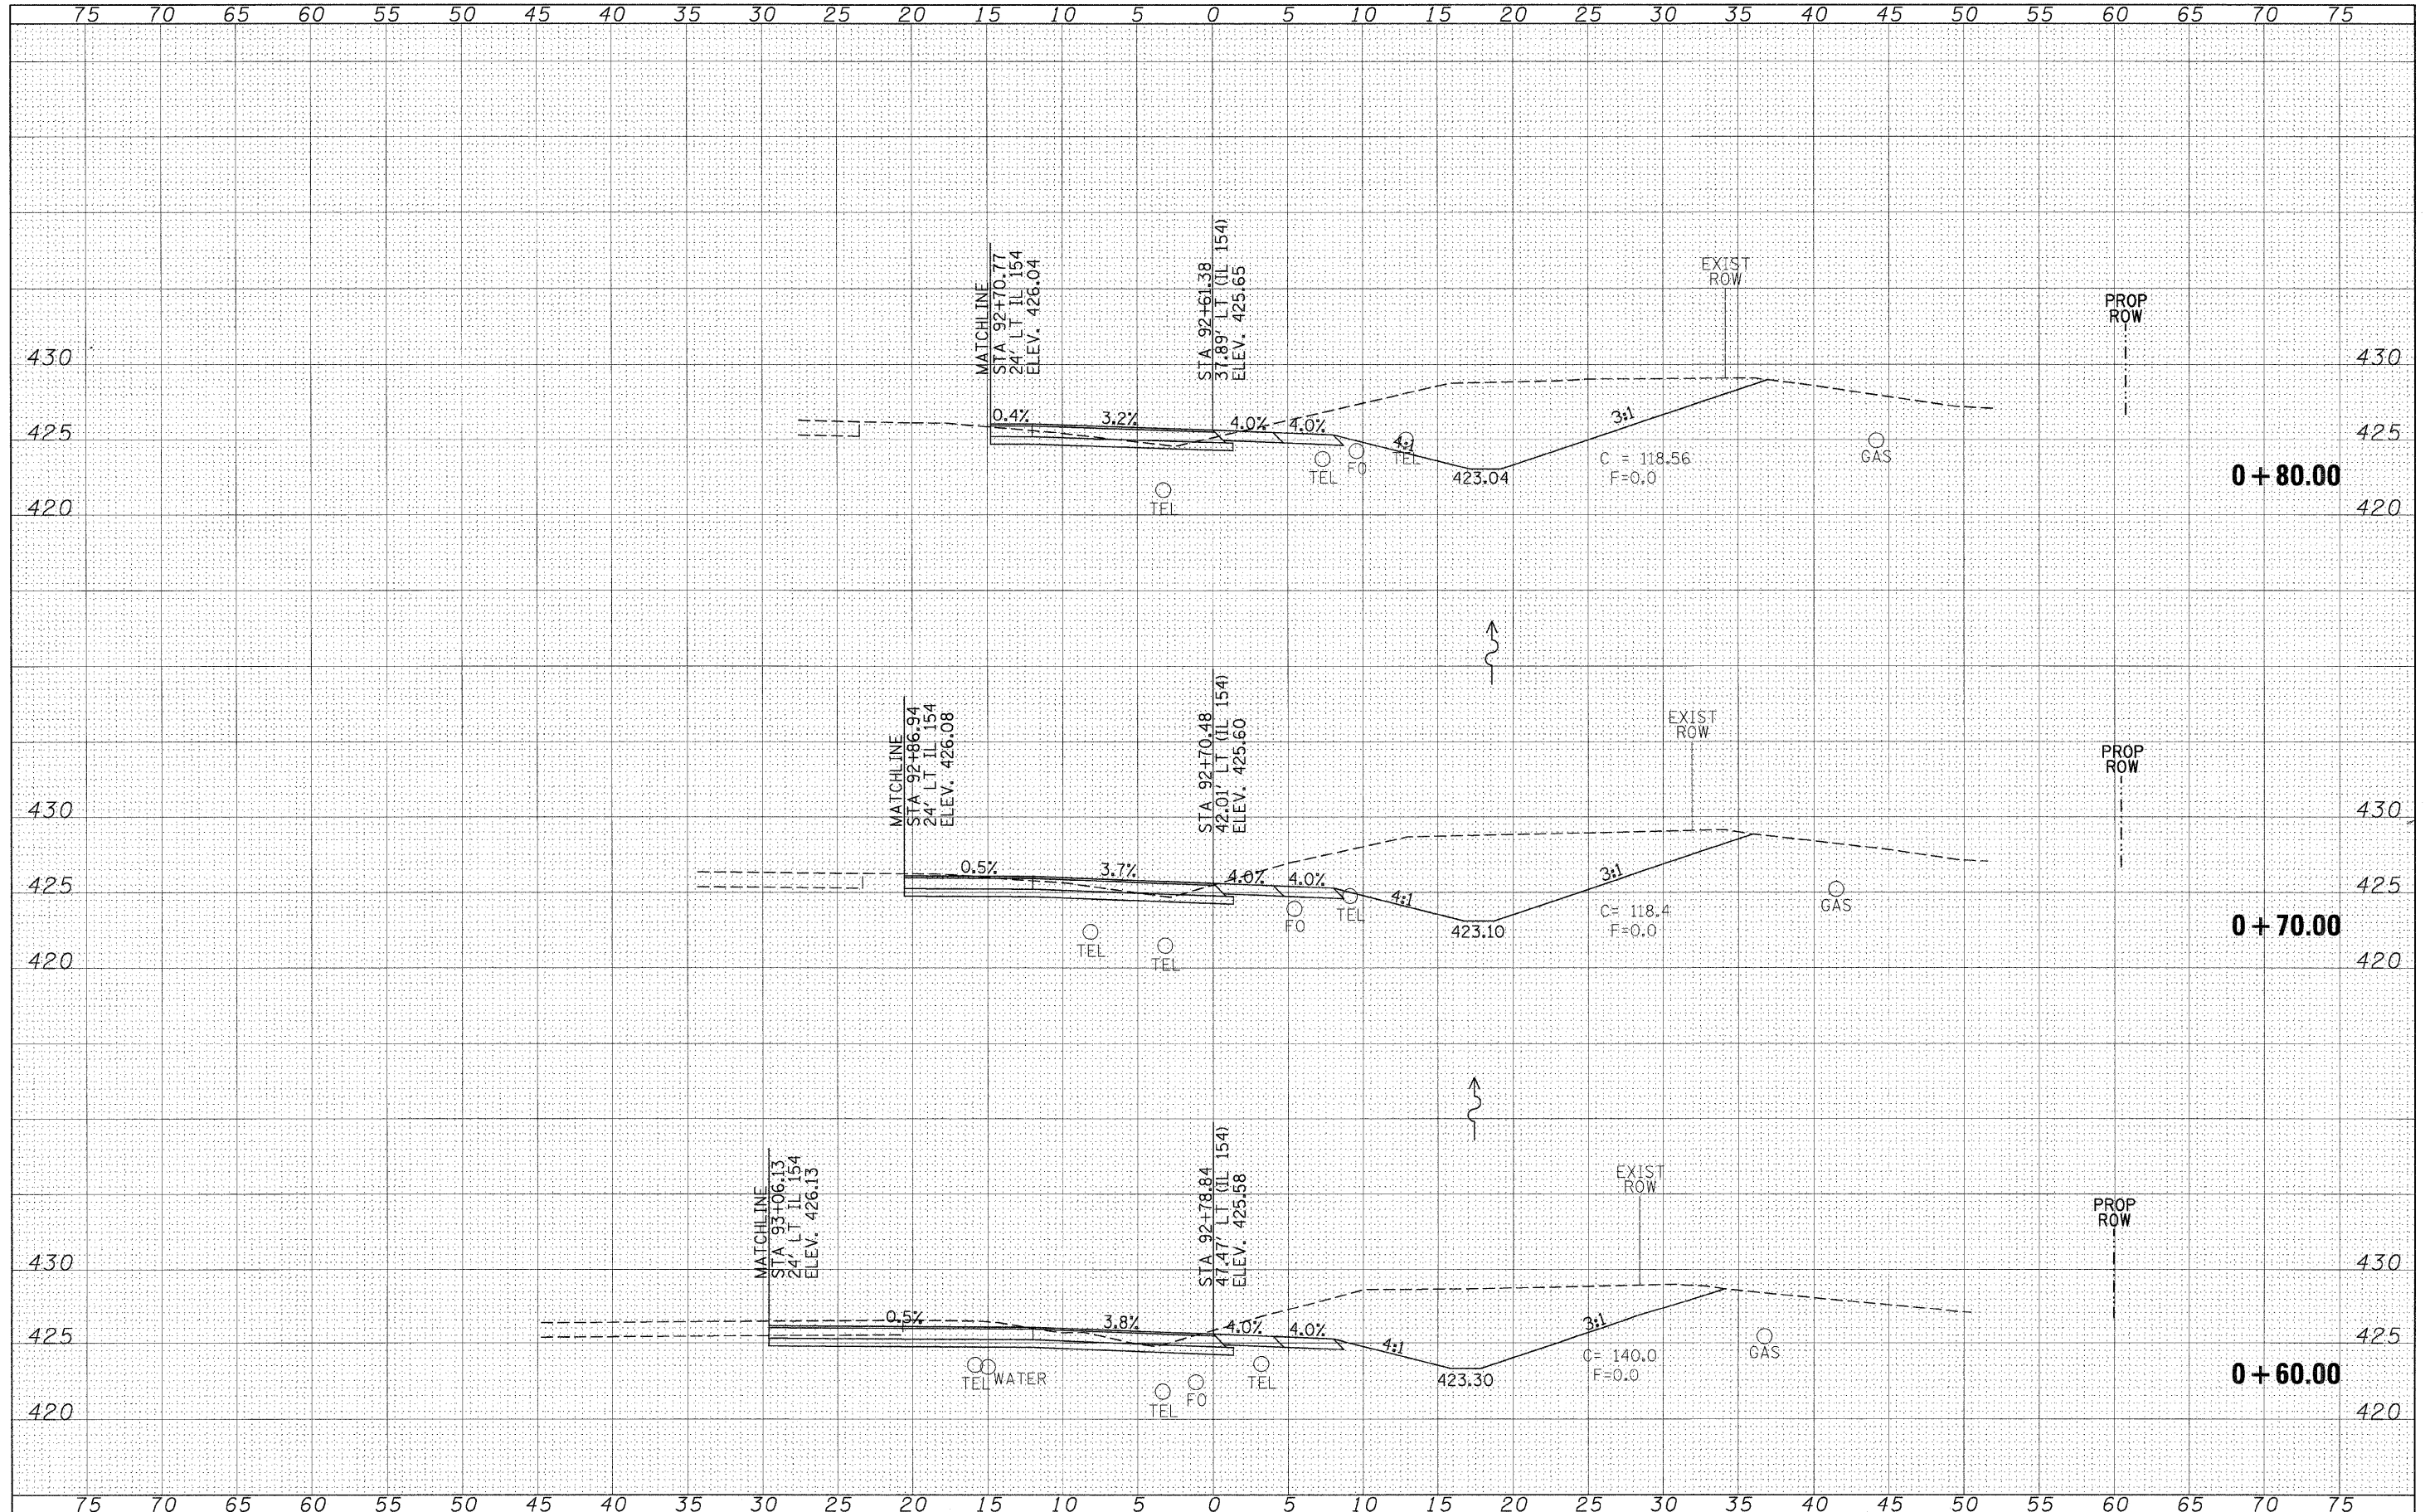 75 70 65 60 55 50 45 40 35 30 25 20 15 10 5 0 5 10 15 20 25 30 35 40 45 50 55 60 65 70 75
MATCHLINE
STA 92+70.77
24' LT IL 154
ELEV. 426.04
STA 92+61.38
37.89' LT (IL 154)
ELEV. 425.65
EXIST
ROW
PROP
ROW
430 430
0.4% 3.2% 4.0% 4.0% 4:1 3:1
425 425
TEL FO TEL GAS
C = 118.56
F=0.0
423.04
0+80.00
TEL
420 420
MATCHLINE
STA 92+86.94
24' LT IL 154
ELEV. 426.08
STA 92+70.48
42.01' LT (IL 154)
ELEV. 425.60
EXIST
ROW
PROP
ROW
430 430
0.5% 3.7% 4.0% 4.0% 4:1 3:1
425 425
FO TEL GAS
C= 118.4
F=0.0
423.10
0+70.00
TEL TEL
420 420
MATCHLINE
STA 93+06.13
24' LT IL 154
ELEV. 426.13
STA 92+78.84
47.47' LT (IL 154)
ELEV. 425.58
EXIST
ROW
PROP
ROW
430 430
0.5% 3.8% 4.0% 4.0% 4:1 3:1
425 425
TEL WATER TEL GAS
C= 140.0
F=0.0
423.30
0+60.00
TEL FO
420 420
75 70 65 60 55 50 45 40 35 30 25 20 15 10 5 0 5 10 15 20 25 30 35 40 45 50 55 60 65 70 75